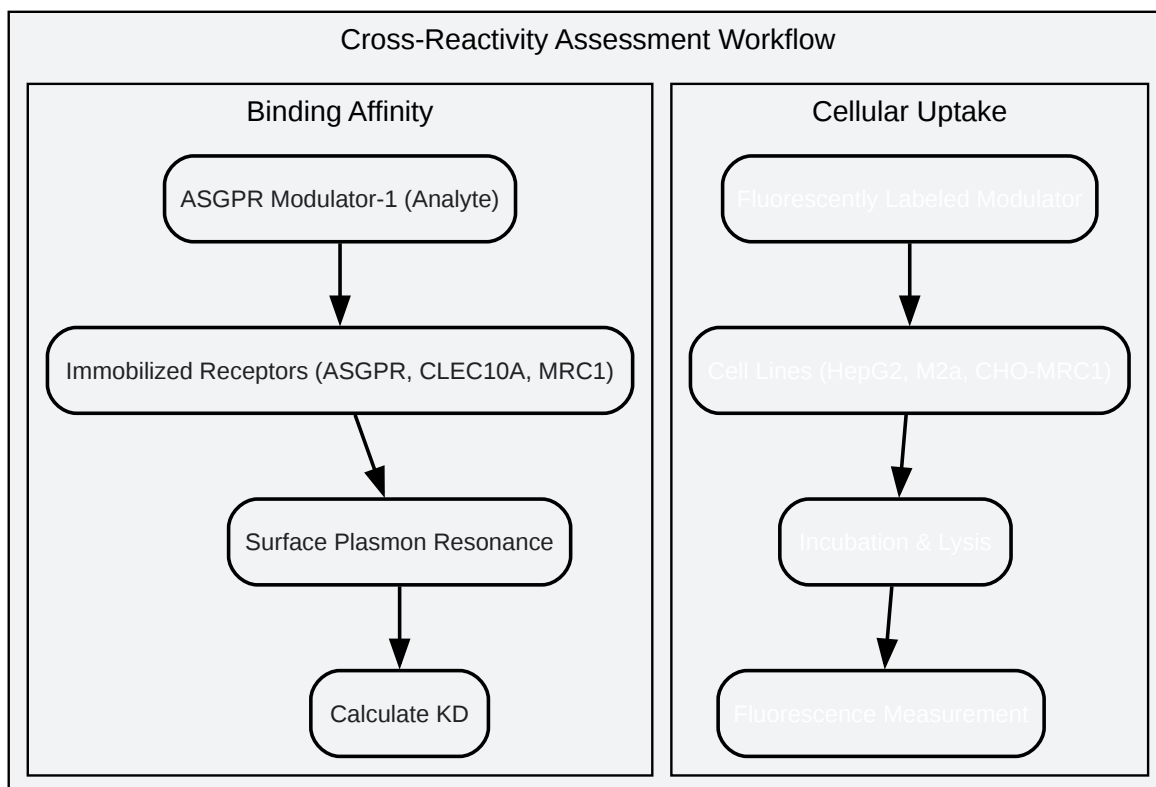 Cross-Reactivity Assessment Workflow
Binding Affinity
ASGPR Modulator-1 (Analyte)
Immobilized Receptors (ASGPR, CLEC10A, MRC1)
Surface Plasmon Resonance
Calculate KD
Cellular Uptake
Fluorescently Labeled Modulator
Cell Lines (HepG2, M2a, CHO-MRC1)
Incubation & Lysis
Fluorescence Measurement